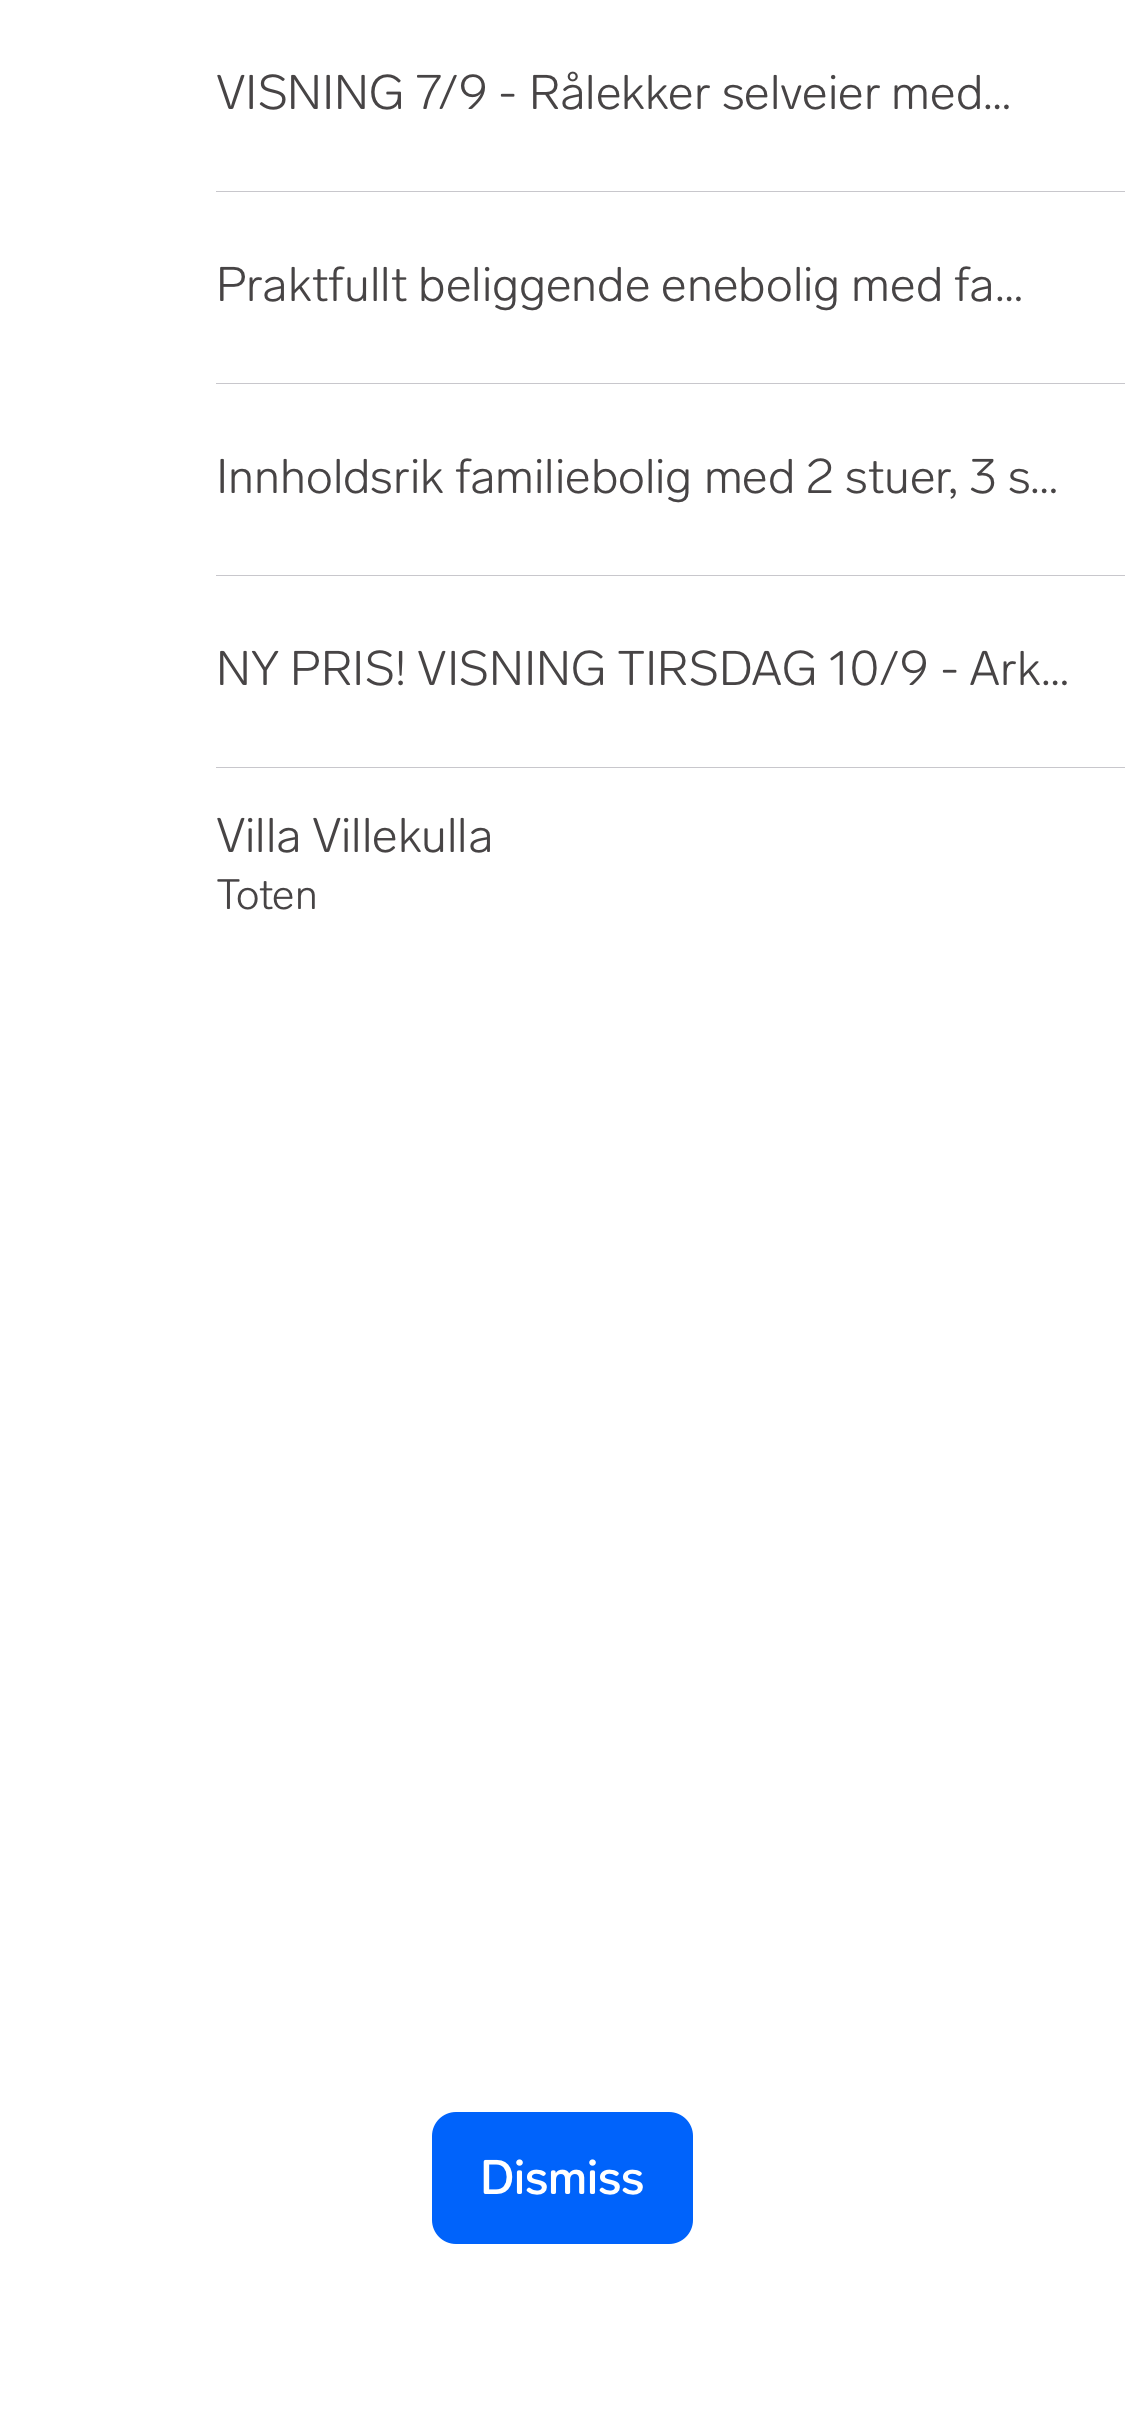 VISNING 7/9 - Rålekker selveier med...
Praktfullt beliggende enebolig med fa...
Innholdsrik familiebolig med 2 stuer, 3 s...
NY PRIS! VISNING TIRSDAG 10/9 - Ark...
Villa Villekulla
Toten
Dismiss